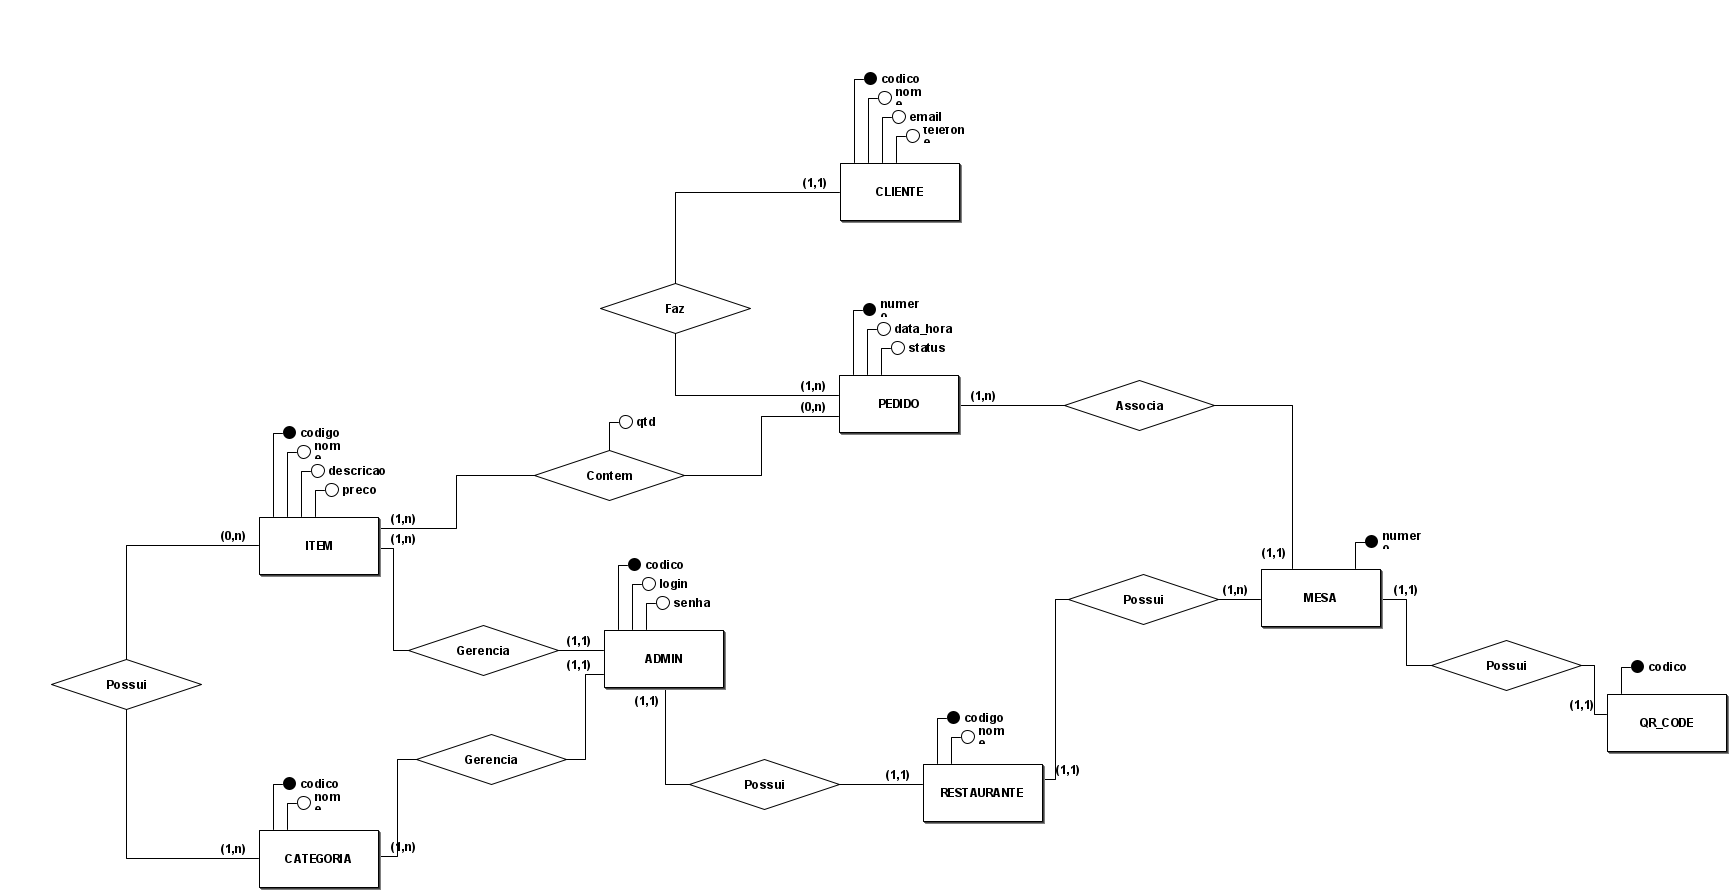 codico
nom
e
email
telefon
e
(1,1)
CLIENTE
Faz
numer
o
data_hora
status
(1,n)
(0,n)
PEDIDO
(1,n)
Associa
qtd
Contem
codigo
nom
e
descricao
preco
(1,n)
(1,n)
(0,n)
ITEM
codico
login
senha
(1,1)
(1,1)
(1,1)
ADMIN
Gerencia
Possui
Gerencia
codico
nom
e
(1,n)
(1,n)
CATEGORIA
Possui
(1,1)
codigo
nom
e
RESTAURANTE
(1,1)
Possui
(1,n)
(1,1)
numer
o
MESA
(1,1)
Possui
codico
(1,1)
QR_CODE